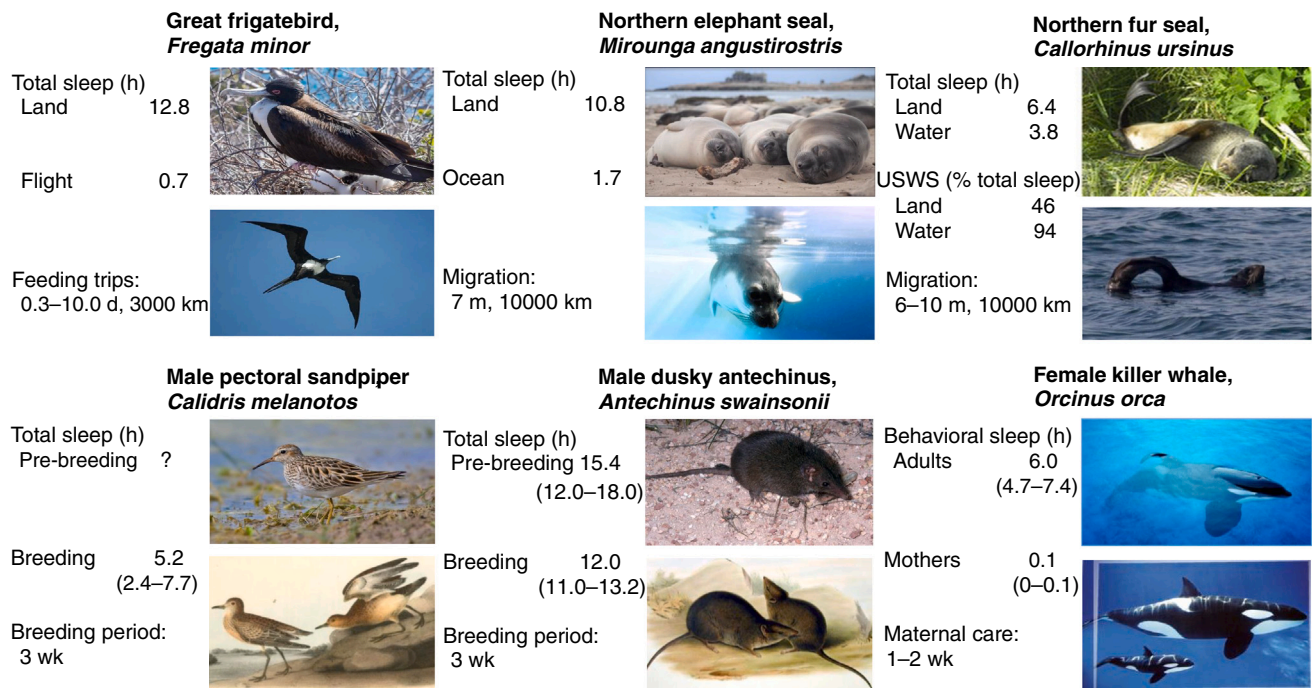 Great frigatebird,
Fregata minor
Total sleep (h)
Land 12.8
Flight 0.7
Feeding trips:
0.3–10.0 d, 3000 km
Northern elephant seal,
Mirounga angustirostris
Total sleep (h)
Land 10.8
Ocean 1.7
Migration:
7 m, 10000 km
Northern fur seal,
Callorhinus ursinus
Total sleep (h)
Land 6.4
Water 3.8
USWS (% total sleep)
Land 46
Water 94
Migration:
6–10 m, 10000 km
Male pectoral sandpiper
Calidris melanotos
Total sleep (h)
Pre-breeding ?
Breeding 5.2
(2.4–7.7)
Breeding period:
3 wk
Male dusky antechinus,
Antechinus swainsonii
Total sleep (h)
Pre-breeding 15.4
(12.0–18.0)
Breeding 12.0
(11.0–13.2)
Breeding period:
3 wk
Female killer whale,
Orcinus orca
Behavioral sleep (h)
Adults 6.0
(4.7–7.4)
Mothers 0.1
(0–0.1)
Maternal care:
1–2 wk